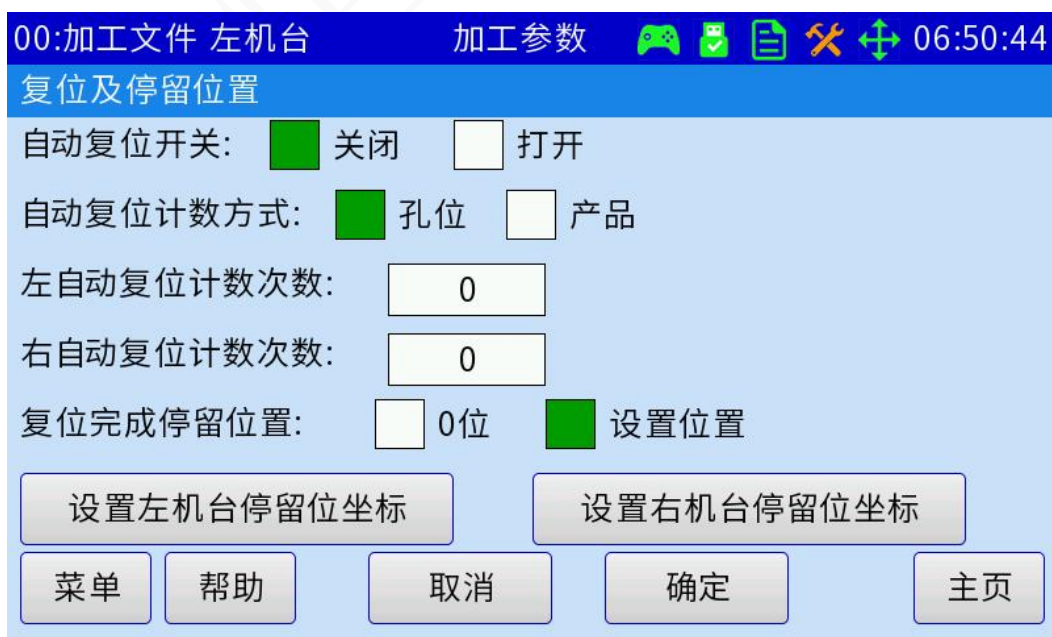 00:加工文件 左机台 加工参数 06:50:44
复位及停留位置
自动复位开关: 关闭 打开
自动复位计数方式: 孔位 产品
左自动复位计数次数: 0
右自动复位计数次数: 0
复位完成停留位置: 0位 设置位置
设置左机台停留位坐标 设置右机台停留位坐标
菜单 帮助 取消 确定 主页